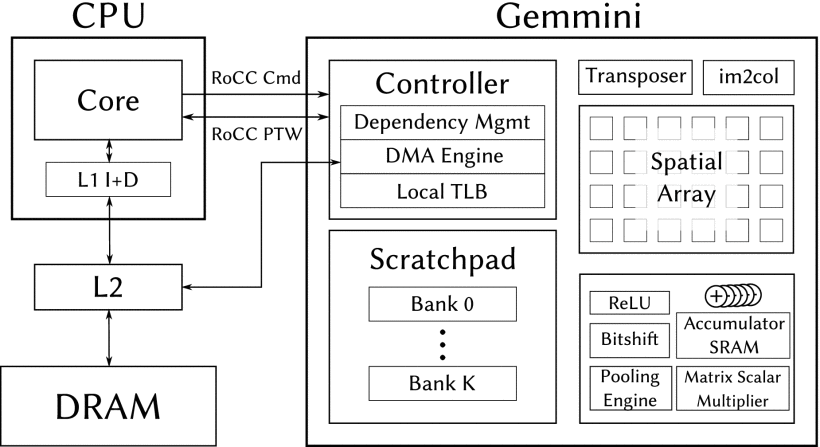 CPU
Gemmini
Core
L1 I+D
L2
DRAM
RoCC Cmd
RoCC PTW
Controller
Dependency Mgmt
DMA Engine
Local TLB
Scratchpad
Bank 0
Bank K
Transposer
im2col
Spatial
Array
ReLU
Bitshift
Pooling
Engine
+
Accumulator
SRAM
Matrix Scalar
Multiplier